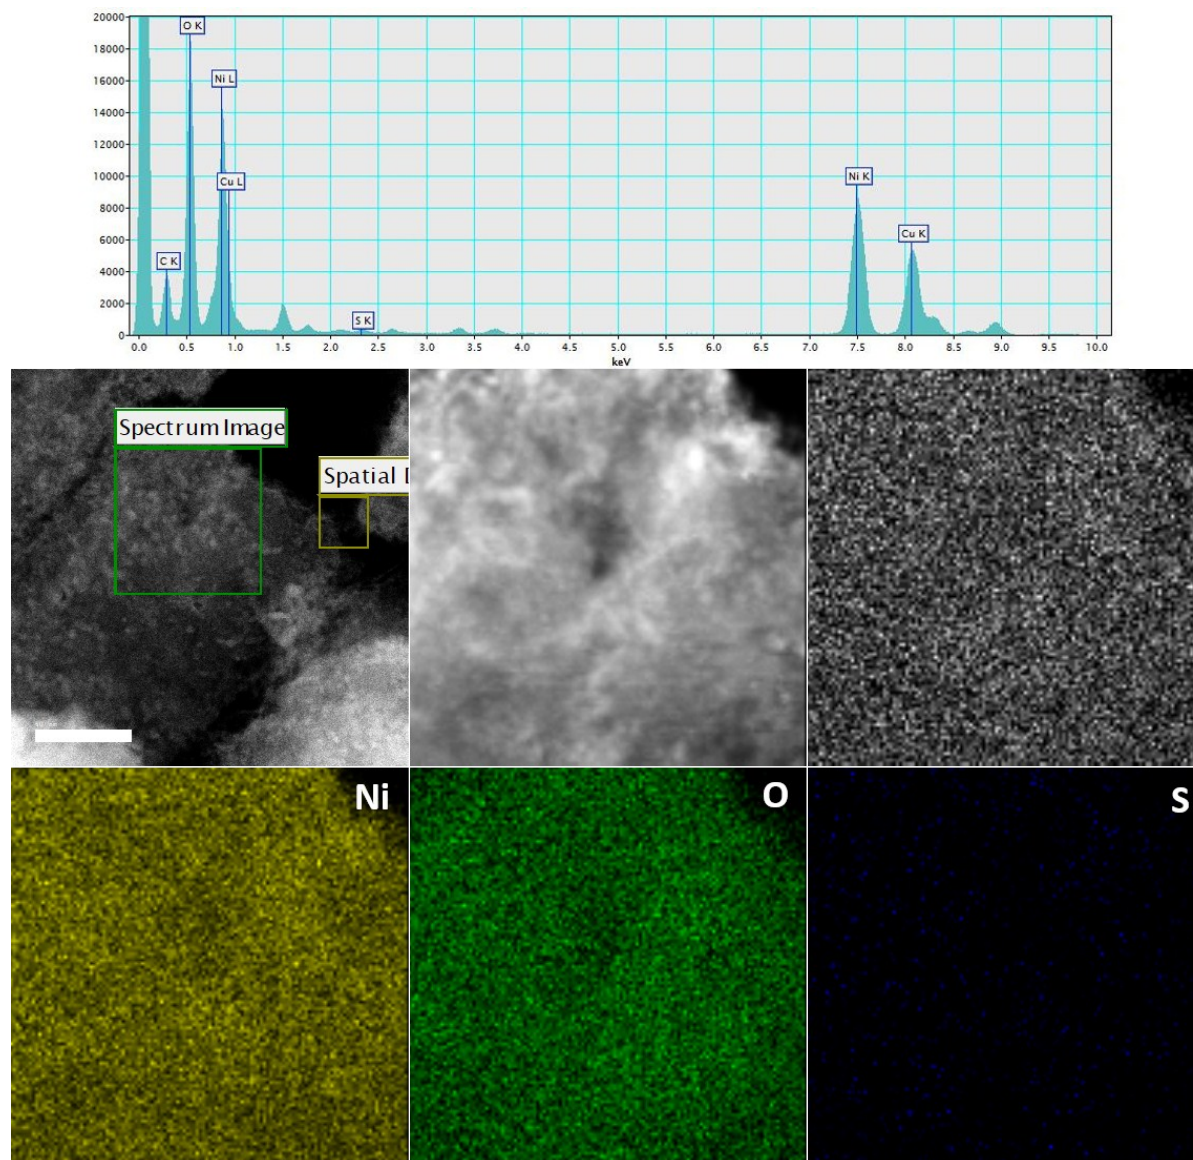 20000
18000
16000
14000
12000
10000
8000
6000
4000
2000
0
O K
Ni L
Cu L
C K
S K
Ni K
Cu K
0.0 0.5 1.0 1.5 2.0 2.5 3.0 3.5 4.0 4.5 5.0 5.5 6.0 6.5 7.0 7.5 8.0 8.5 9.0 9.5 10.0
keV
Spectrum Image
Spatial D
Ni
O
S